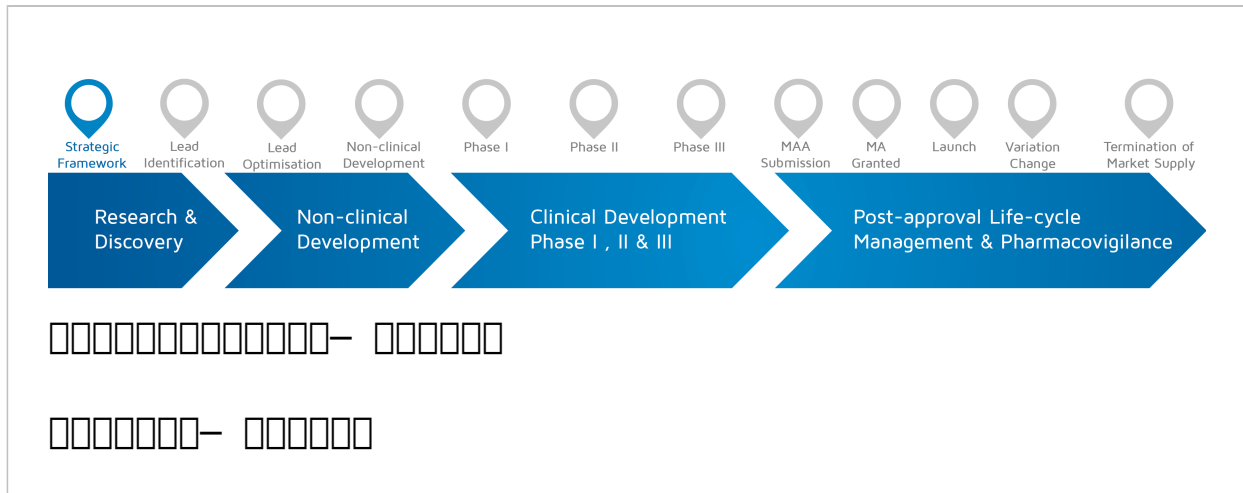 Strategic
Framework
Lead
Identification
Lead
Optimisation
Non-clinical
Development
Phase I
Phase II
Phase III
MAA
Submission
MA
Granted
Launch
Variation
Change
Termination of
Market Supply
Research &
Discovery
Non-clinical
Development
Clinical Development
Phase I , II & III
Post-approval Life-cycle
Management & Pharmacovigilance